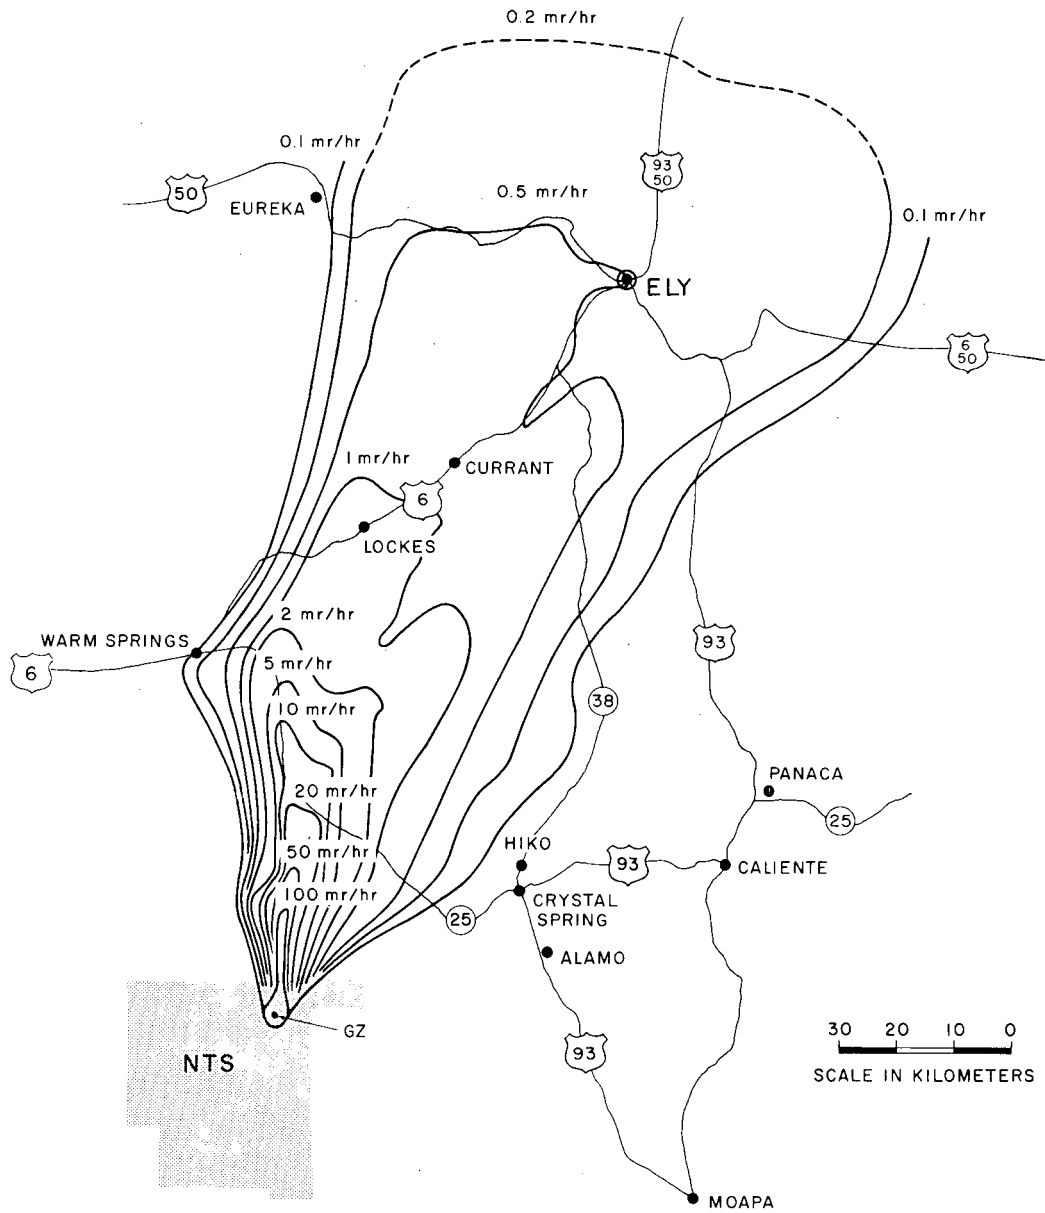 0.2 mr/hr
0.1 mr/hr
93
50
50
EUREKA
0.5 mr/hr
0.1 mr/hr
ELY
6
50
1 mr/hr
CURRANT
6
LOCKES
2 mr/hr
WARM SPRINGS
6
93
5 mr/hr
10 mr/hr
38
PANACA
20 mr/hr
25
HIKO
50 mr/hr
93
CALIENTE
100 mr/hr
CRYSTAL
SPRING
25
ALAMO
GZ
NTS
93
30 20 10 0
SCALE IN KILOMETERS
MOAPA